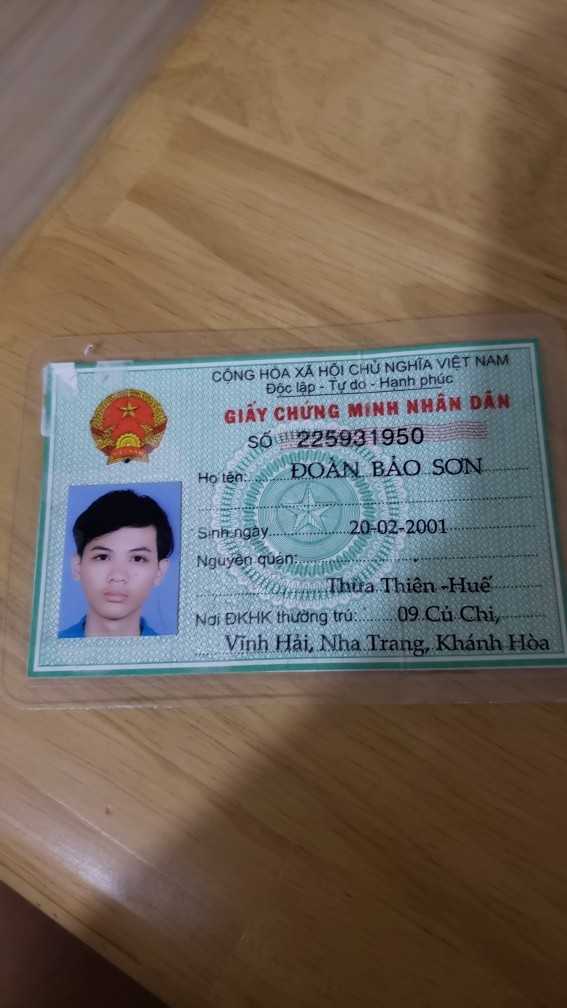 CỘNG HÒA XÃ HỘI CHỦ NGHĨA VIỆT NAM
Độc lập - Tự do - Hạnh phúc
GIẤY CHỨNG MINH NHÂN DÂN
SỐ 225931950
Họ tên: ĐOÀN BẢO SƠN
Sinh ngày 20-02-2001
Nguyên quán:
Thừa Thiên -Huế
Nơi ĐKHK thường trú: 09 Củ Chi,
Vĩnh Hải, Nha Trang, Khánh Hòa
VIỆT NAM